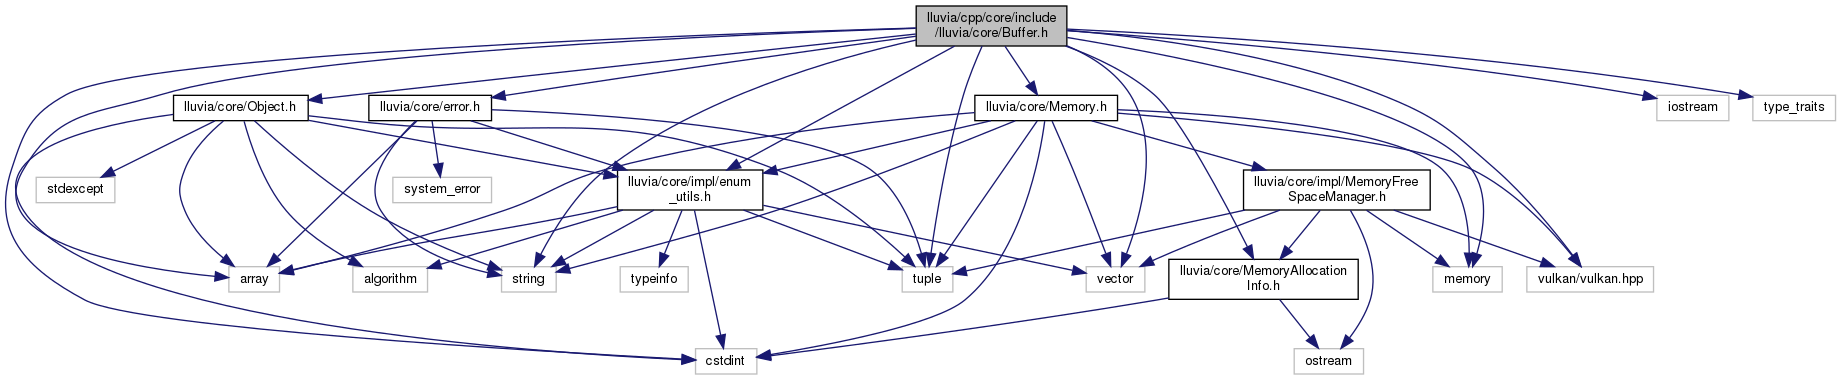 lluvia/cpp/core/include
/lluvia/core/Buffer.h
lluvia/core/Object.h
lluvia/core/error.h
lluvia/core/Memory.h
iostream
type_traits
stdexcept
system_error
lluvia/core/impl/enum
_utils.h
lluvia/core/impl/MemoryFree
SpaceManager.h
array
algorithm
string
typeinfo
tuple
vector
lluvia/core/MemoryAllocation
Info.h
memory
vulkan/vulkan.hpp
cstdint
ostream